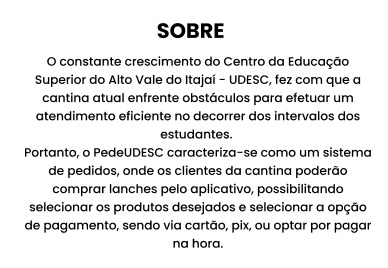 SOBRE
O constante crescimento do Centro da Educação
Superior do Alto Vale do Itajaí - UDESC, fez com que a
cantina atual enfrente obstáculos para efetuar um
atendimento eficiente no decorrer dos intervalos dos
estudantes.
Portanto, o PedeUDESC caracteriza-se como um sistema
de pedidos, onde os clientes da cantina poderão
comprar lanches pelo aplicativo, possibilitando
selecionar os produtos desejados e selecionar a opção
de pagamento, sendo via cartão, pix, ou optar por pagar
na hora.